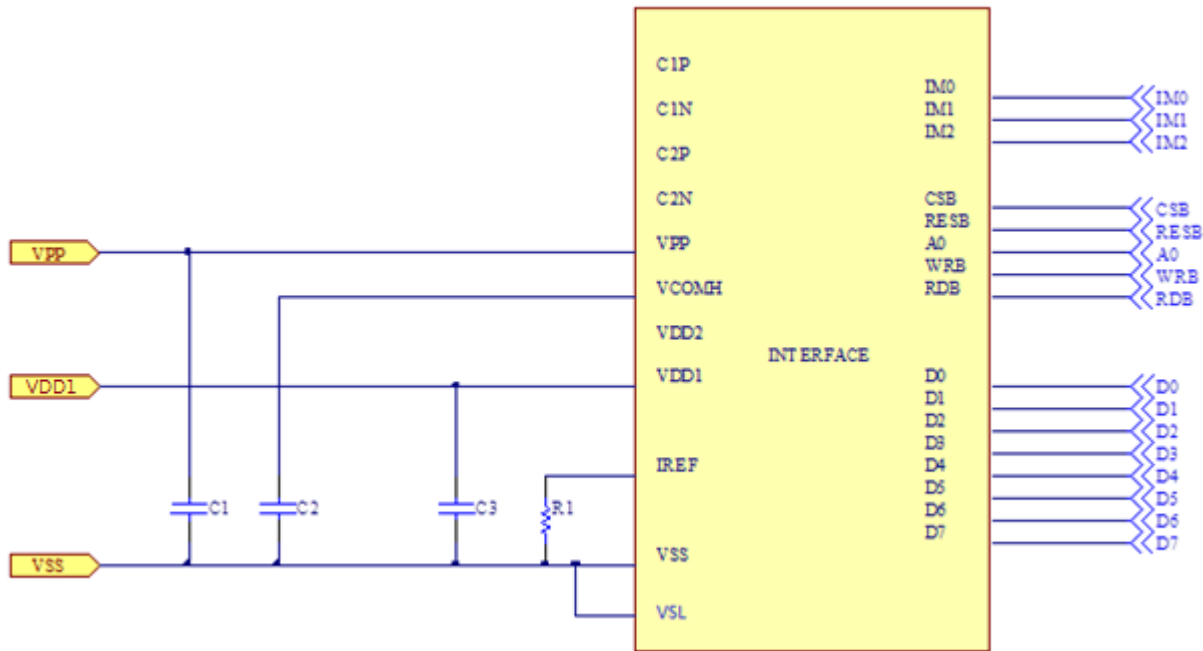 C1P
IM0
IM0
C1N
IM1
IM1
IM2
IM2
C2P
C2N
CSB
CSB
RESB
RESB
VPP
VPP
A0
A0
WRB
WRB
VCOMH
RDB
RDB
VDD2
INTERFACE
VDD1
VDD1
D0
D0
D1
D1
D2
D2
D3
D3
IREF
D4
D4
D5
D5
C1
C2
C3
R1
D6
D6
D7
D7
VSS
VSS
VSL